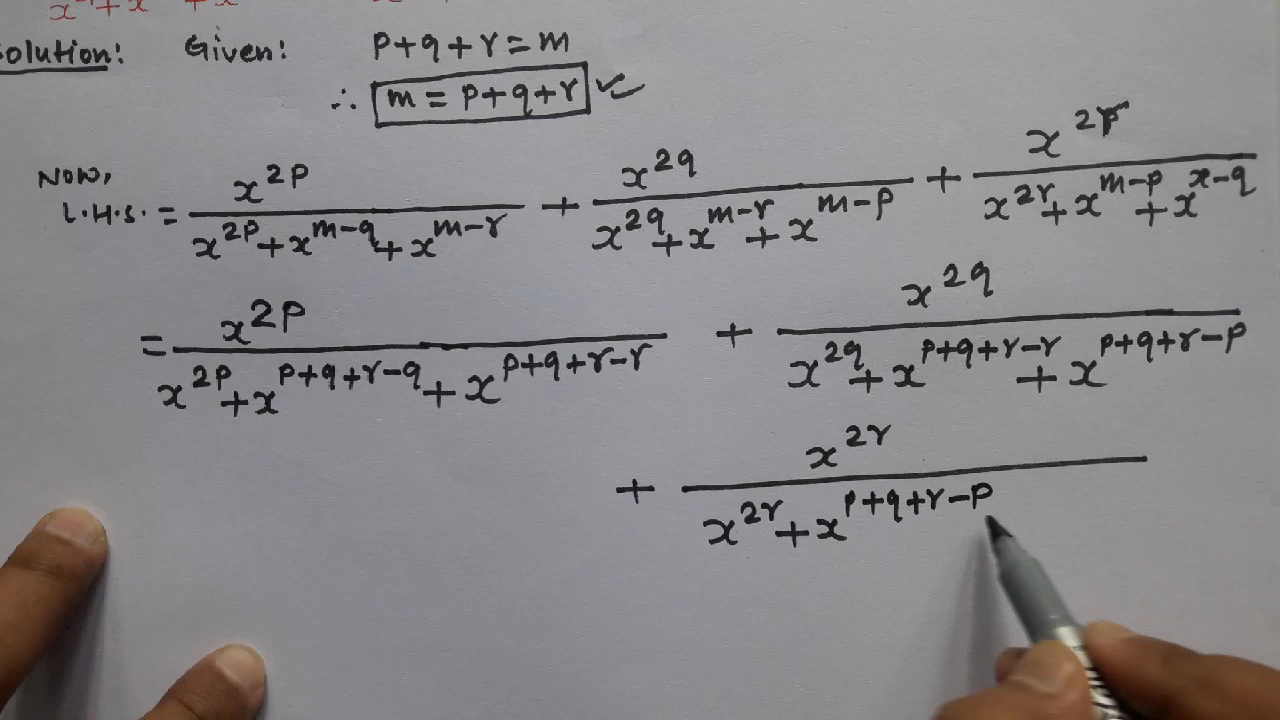 Solution: Given: p+q+r=m
∴ m = p+q+r ✓
Now,
L.H.S. = x^{2p}/(x^{2p}+x^{m-q}+x^{m-r}) + x^{2q}/(x^{2q}+x^{m-r}+x^{m-p}) + x^{2r}/(x^{2r}+x^{m-p}+x^{x-q})
= x^{2p}/(x^{2p}+x^{p+q+r-q}+x^{p+q+r-r}) + x^{2q}/(x^{2q}+x^{p+q+r-r}+x^{p+q+r-p})
+ x^{2r}/(x^{2r}+x^{p+q+r-p}